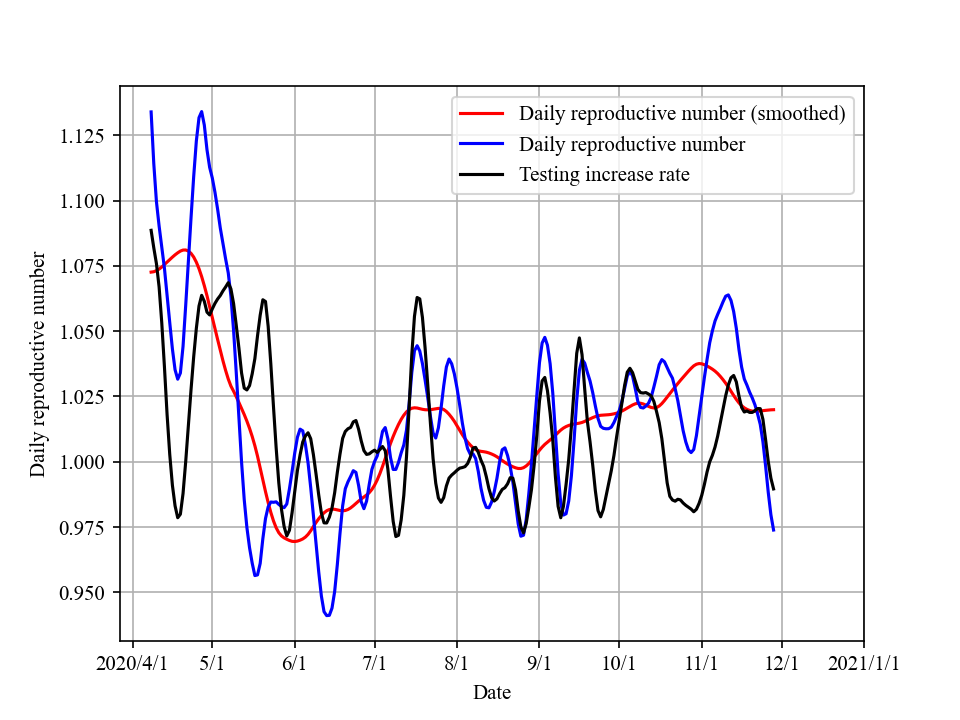 Daily reproductive number (smoothed)
Daily reproductive number
Testing increase rate
1.125
1.100
1.075
1.050
1.025
1.000
0.975
0.950
Daily reproductive number
2020/4/1 5/1 6/1 7/1 8/1 9/1 10/1 11/1 12/1 2021/1/1
Date